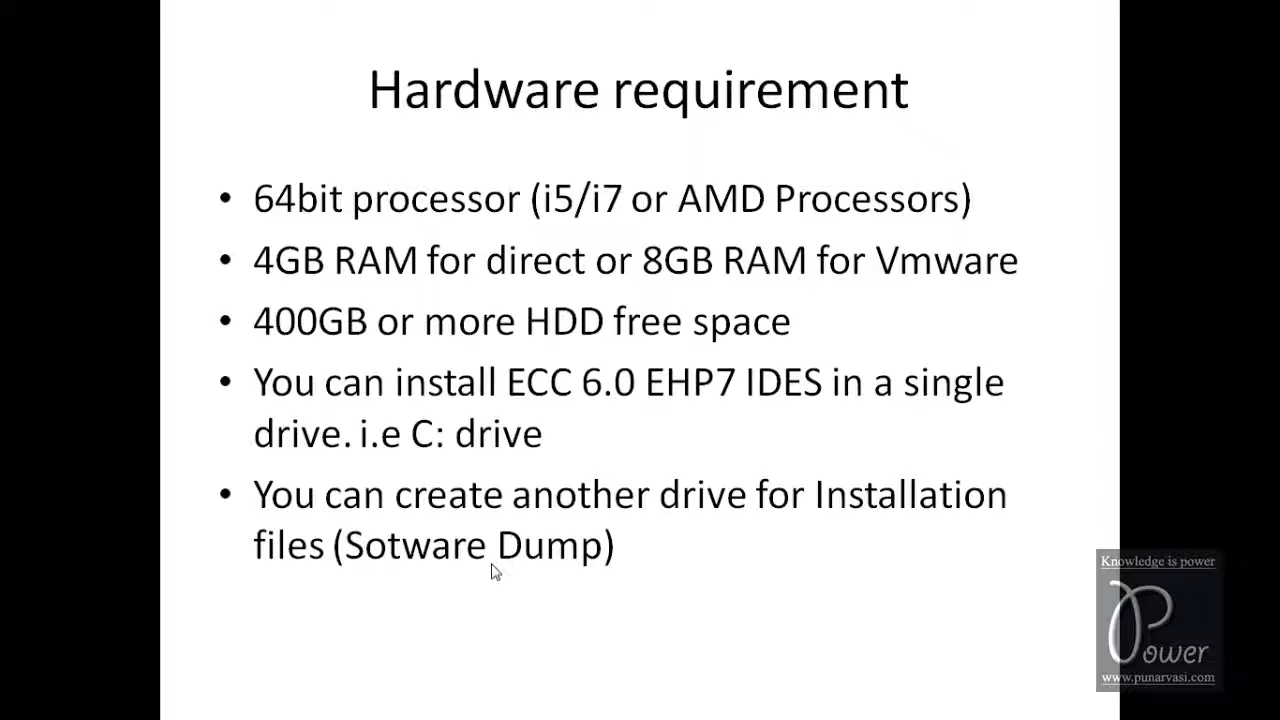 Hardware requirement
• 64bit processor (i5/i7 or AMD Processors)
• 4GB RAM for direct or 8GB RAM for Vmware
• 400GB or more HDD free space
• You can install ECC 6.0 EHP7 IDES in a single
drive. i.e C: drive
• You can create another drive for Installation
files (Sotware Dump)
Knowledge is power
Power
www.punarvasi.com